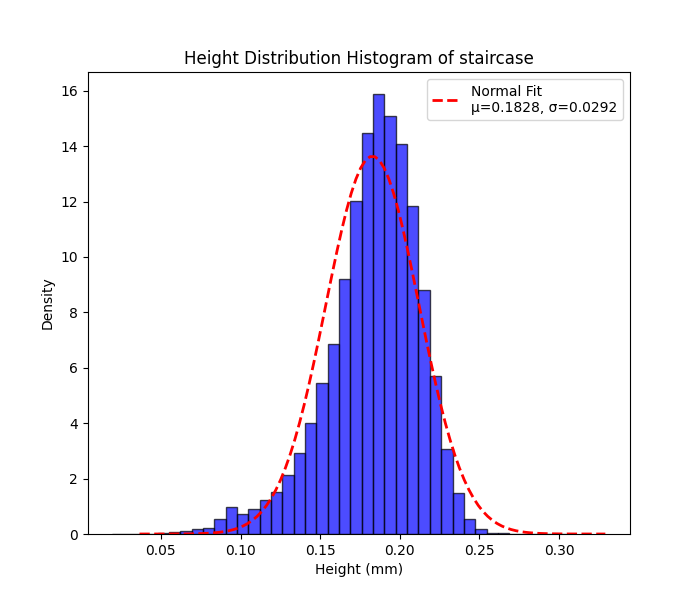 Height Distribution Histogram of staircase
Normal Fit
μ=0.1828, σ=0.0292
Density
16
14
12
10
8
6
4
2
0
0.05 0.10 0.15 0.20 0.25 0.30
Height (mm)